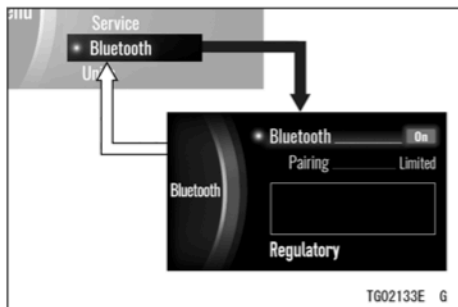 Service
Bluetooth
Bluetooth On
Pairing Limited
Bluetooth
Regulatory
TG02133E G